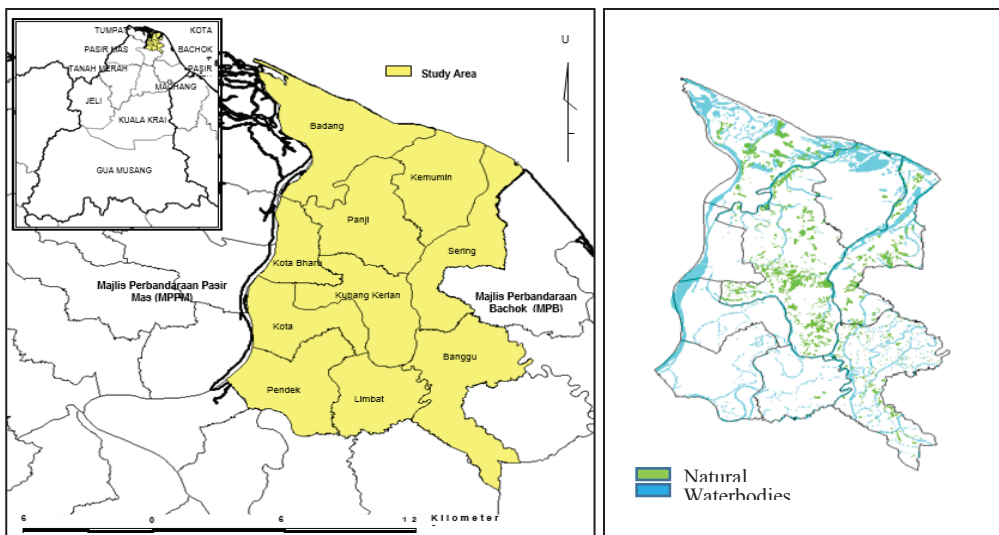 TUMPAT
KOTA
PASIR MAS
BACHOK
TANAH MERAH
PASIR
MACHANG
JELI
KUALA KRAI
GUA MUSANG
U
Study Area
Badang
Kemumin
Panji
Sering
Kota Bharu
Majlis Perbandaraan Pasir
Mas (MPPM)
Kubang Kerian
Majlis Perbandaraan
Bachok (MPB)
Kota
Banggu
Pendek
Limbat
6 0 6 12 Kilometer
Natural
Waterbodies